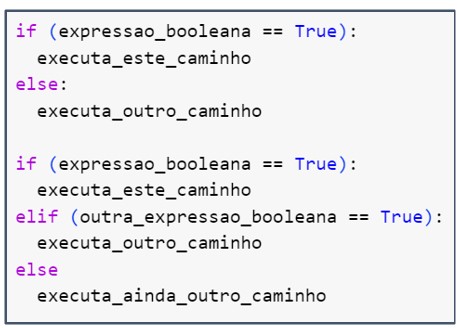 if (expressao_booleana == True):
  executa_este_caminho
else:
  executa_outro_caminho

if (expressao_booleana == True):
  executa_este_caminho
elif (outra_expressao_booleana == True):
  executa_outro_caminho
else
  executa_ainda_outro_caminho